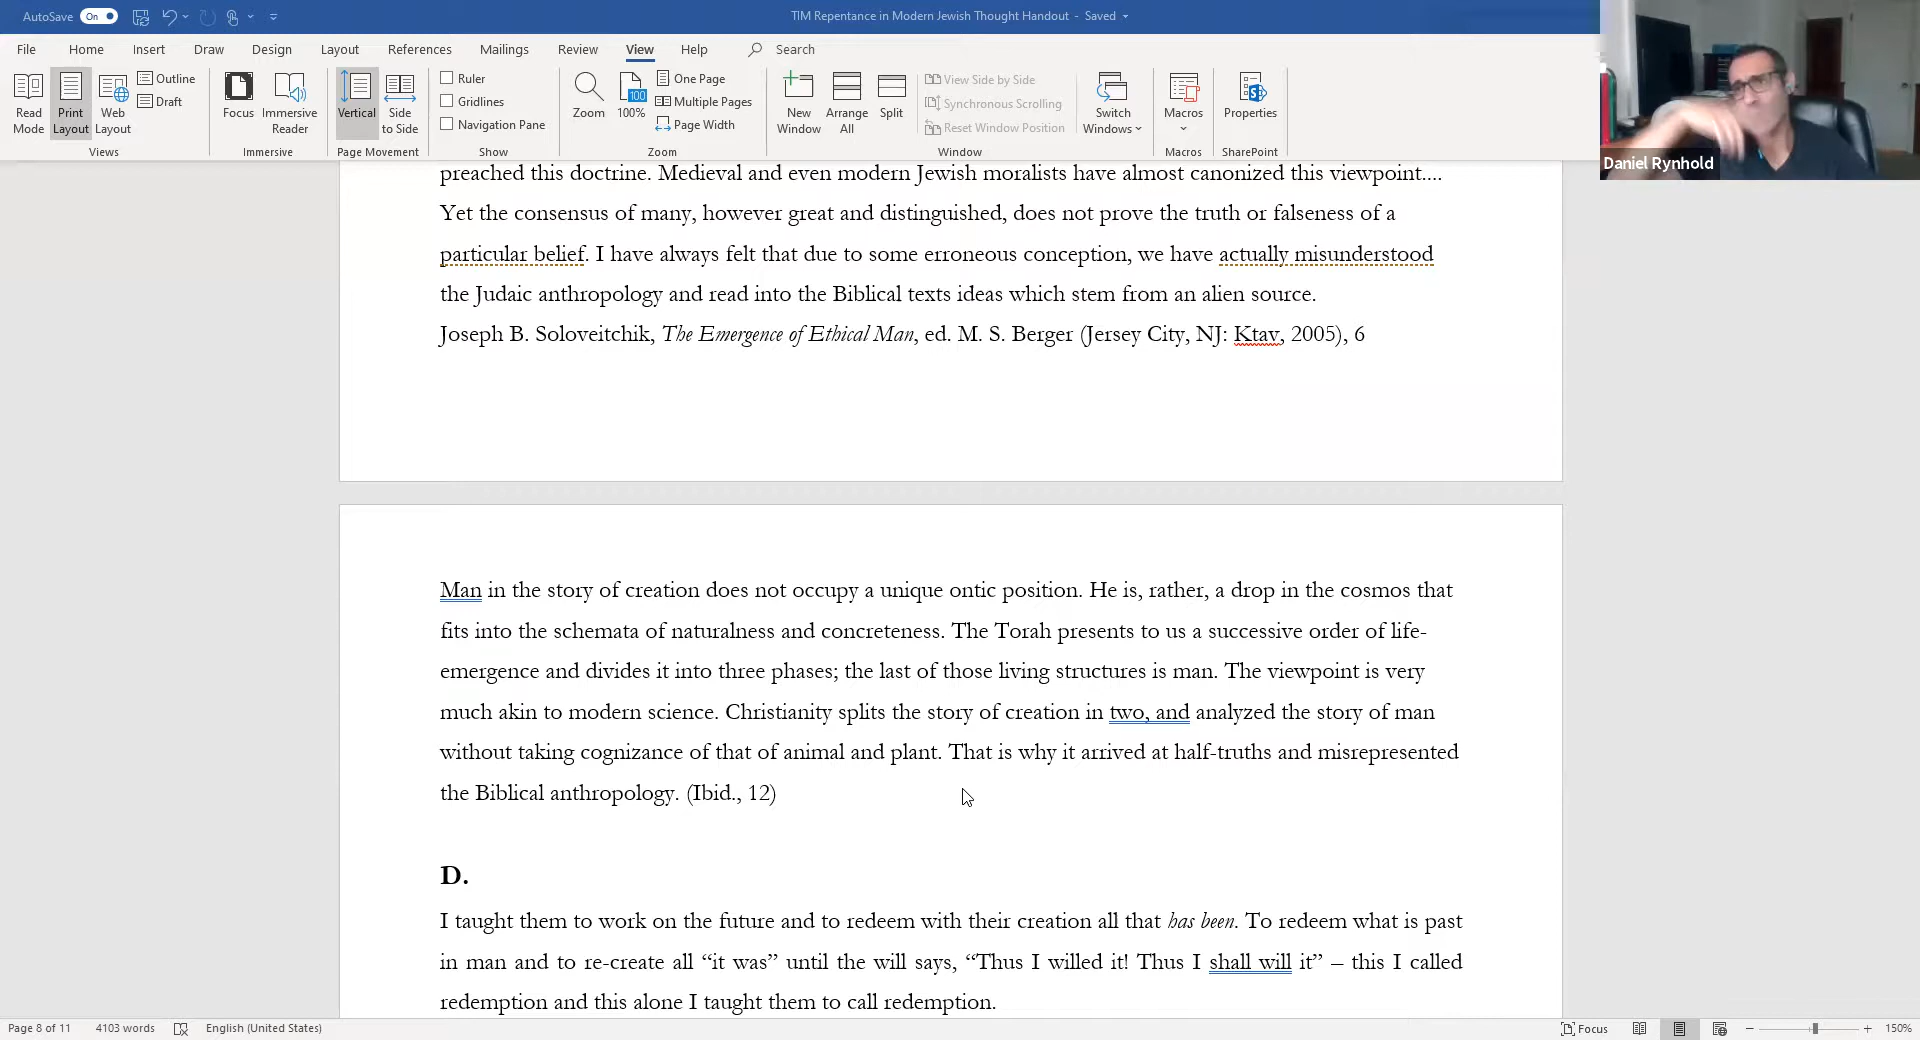 AutoSave On TIM Repentance in Modern Jewish Thought Handout - Saved
File Home Insert Draw Design Layout References Mailings Review View Help Search
Read Mode
Print Layout
Web Layout
Outline
Draft
Views
Focus
Immersive Reader
Immersive
Vertical
Side to Side
Page Movement
Ruler
Gridlines
Navigation Pane
Show
Zoom
100%
One Page
Multiple Pages
Page Width
Zoom
New Window
Arrange All
Split
View Side by Side
Synchronous Scrolling
Reset Window Position
Window
Switch Windows
Macros
Macros
Properties
SharePoint
Daniel Rynhold
preached this doctrine. Medieval and even modern Jewish moralists have almost canonized this viewpoint....
Yet the consensus of many, however great and distinguished, does not prove the truth or falseness of a
particular belief. I have always felt that due to some erroneous conception, we have actually misunderstood
the Judaic anthropology and read into the Biblical texts ideas which stem from an alien source.
Joseph B. Soloveitchik, The Emergence of Ethical Man, ed. M. S. Berger (Jersey City, NJ: Ktav, 2005), 6
Man in the story of creation does not occupy a unique ontic position. He is, rather, a drop in the cosmos that
fits into the schemata of naturalness and concreteness. The Torah presents to us a successive order of life-
emergence and divides it into three phases; the last of those living structures is man. The viewpoint is very
much akin to modern science. Christianity splits the story of creation in two, and analyzed the story of man
without taking cognizance of that of animal and plant. That is why it arrived at half-truths and misrepresented
the Biblical anthropology. (Ibid., 12)
D.
I taught them to work on the future and to redeem with their creation all that has been. To redeem what is past
in man and to re-create all “it was” until the will says, “Thus I willed it! Thus I shall will it” – this I called
redemption and this alone I taught them to call redemption.
Page 8 of 11 4103 words English (United States) Focus 150%